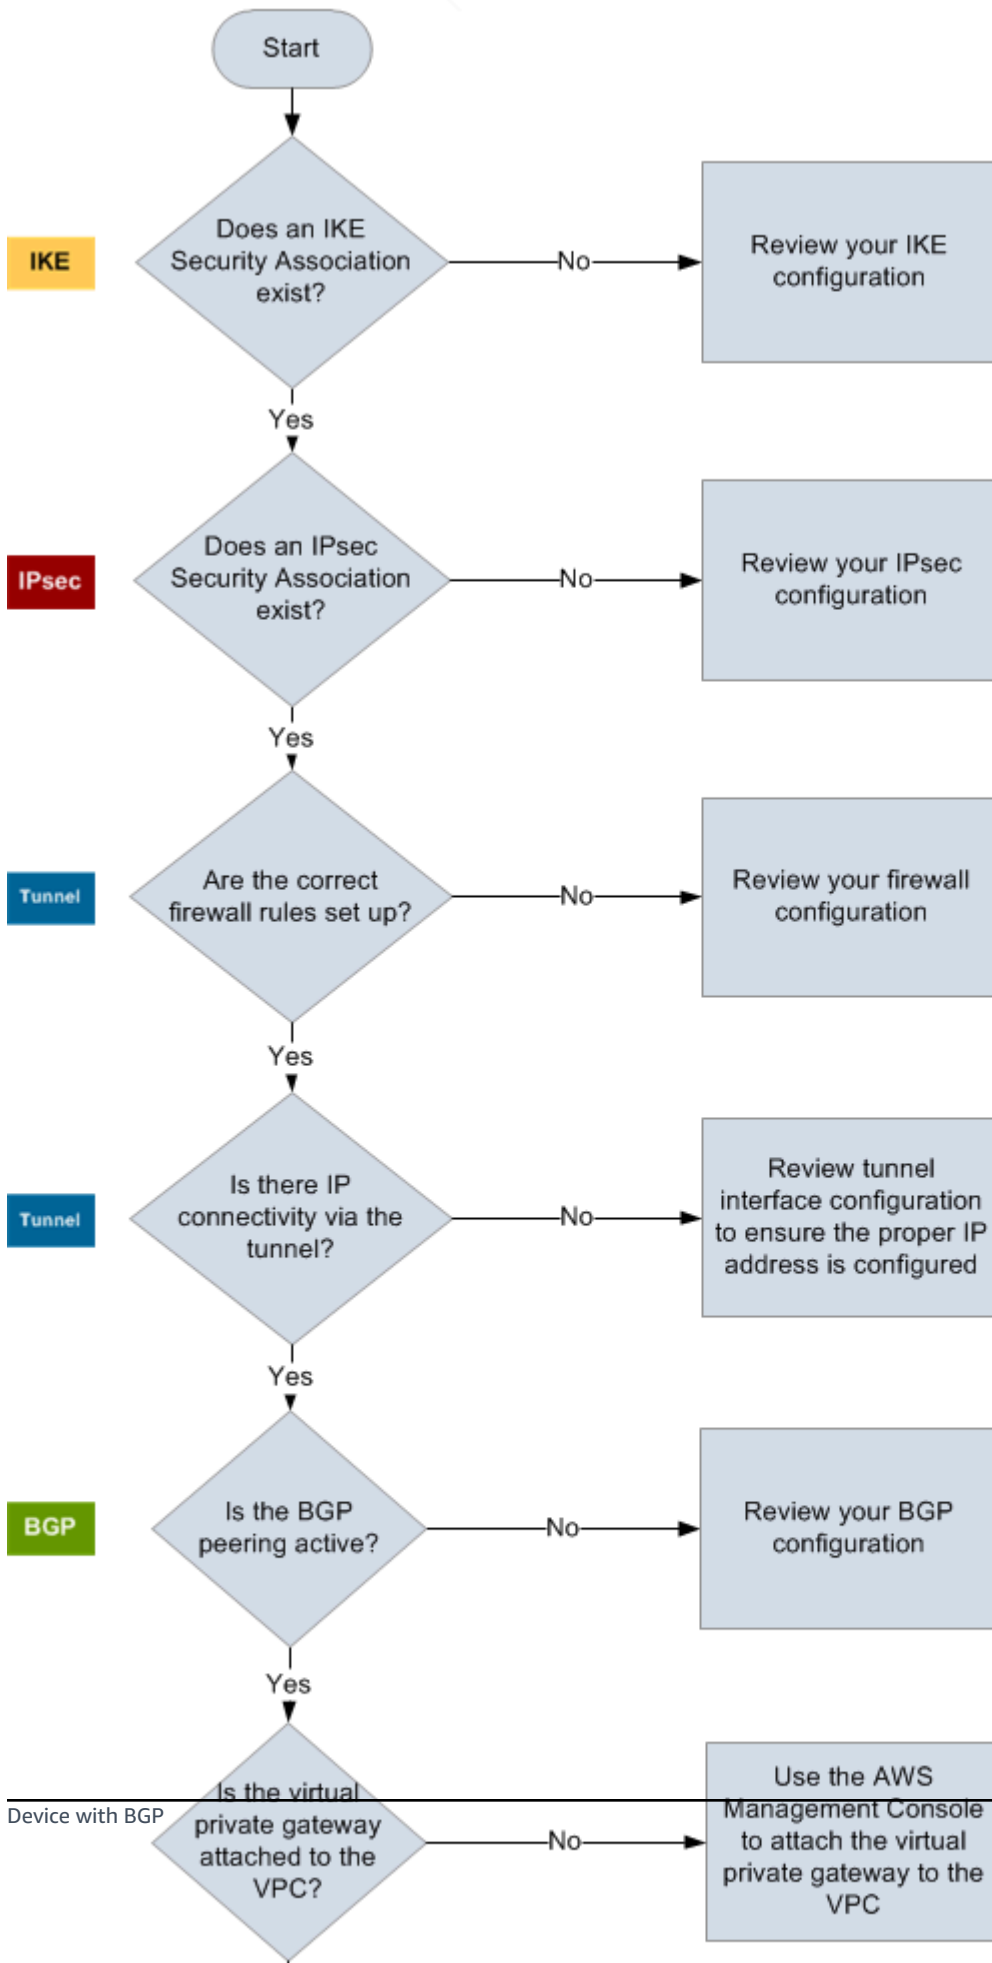 Start
IKE
Does an IKE
Security Association
exist?
No
Review your IKE
configuration
Yes
IPsec
Does an IPsec
Security Association
exist?
No
Review your IPsec
configuration
Yes
Tunnel
Are the correct
firewall rules set up?
No
Review your firewall
configuration
Yes
Tunnel
Is there IP
connectivity via the
tunnel?
No
Review tunnel
interface configuration
to ensure the proper IP
address is configured
Yes
BGP
Is the BGP
peering active?
No
Review your BGP
configuration
Yes
Device with BGP
Is the virtual
private gateway
attached to the
VPC?
No
Use the AWS
Management Console
to attach the virtual
private gateway to the
VPC